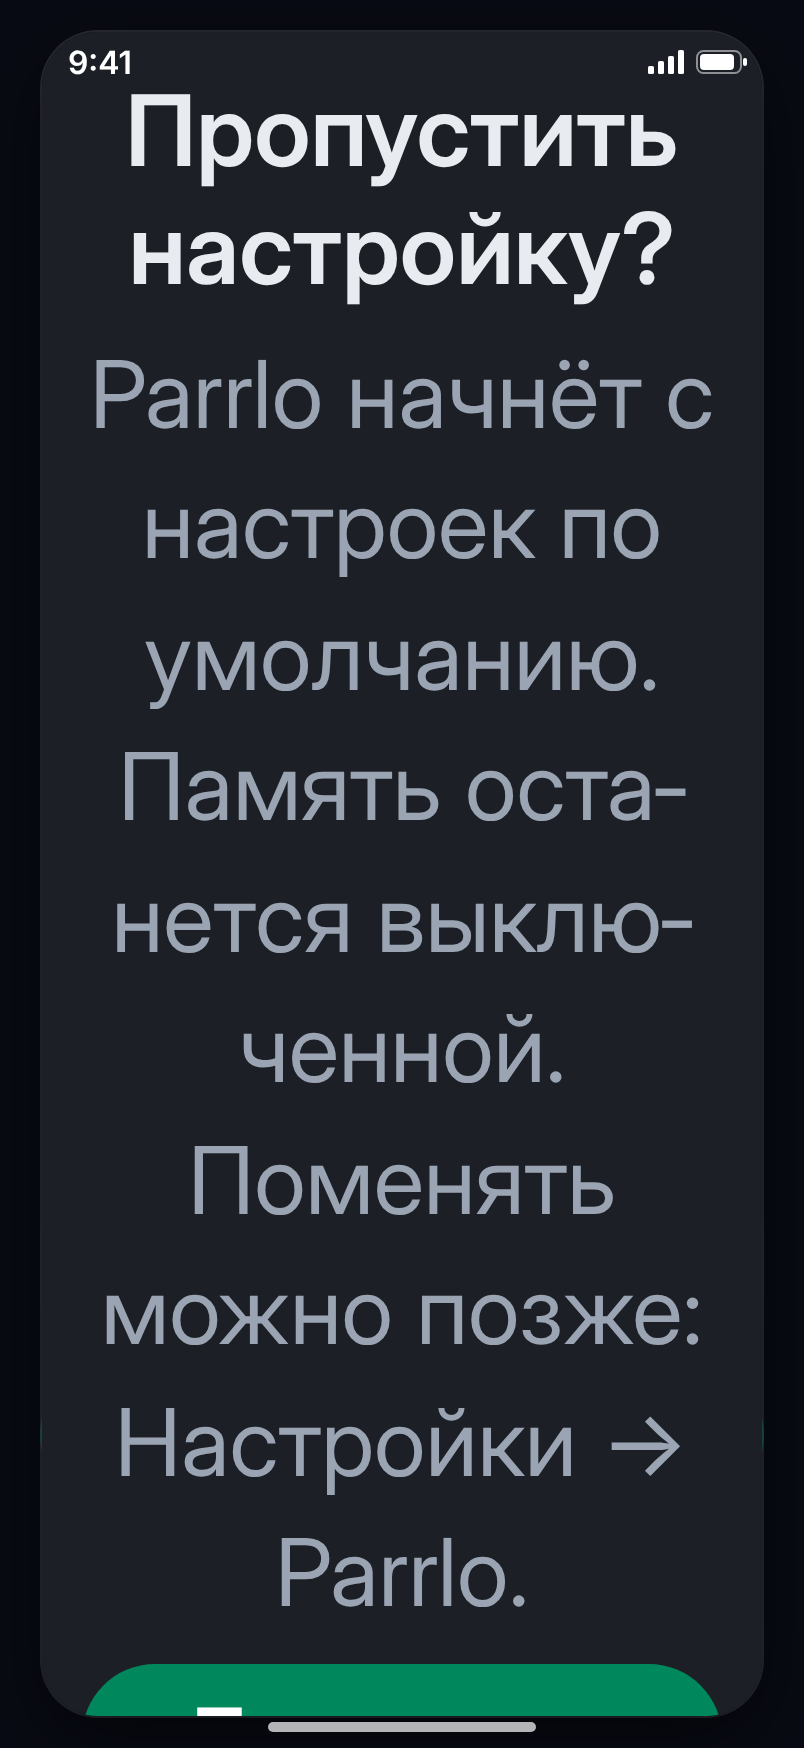 9:41
Пропустить
настройку?
Parrlo начнёт с
настроек по
умолчанию.
Память оста-
нется выклю-
ченной.
Поменять
можно позже:
Настройки →
Parrlo.